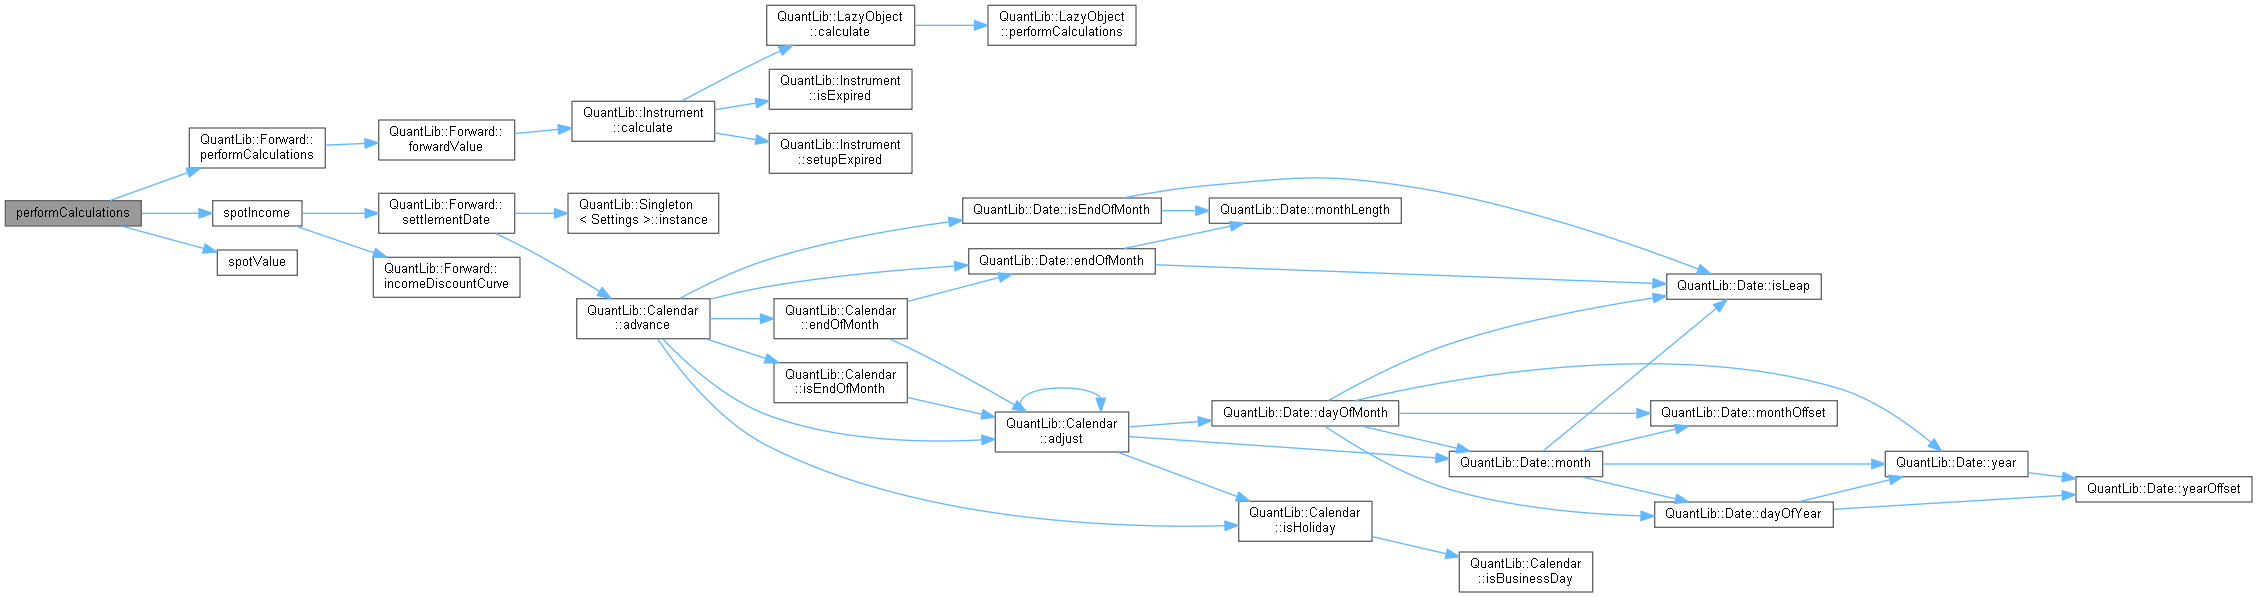 performCalculations
QuantLib::Forward::
performCalculations
QuantLib::Forward::
forwardValue
QuantLib::Instrument
::calculate
QuantLib::LazyObject
::calculate
QuantLib::LazyObject
::performCalculations
QuantLib::Instrument
::isExpired
QuantLib::Instrument
::setupExpired
spotIncome
QuantLib::Forward::
settlementDate
QuantLib::Singleton
< Settings >::instance
spotValue
QuantLib::Forward::
incomeDiscountCurve
QuantLib::Calendar
::advance
QuantLib::Date::isEndOfMonth
QuantLib::Date::monthLength
QuantLib::Date::endOfMonth
QuantLib::Date::isLeap
QuantLib::Calendar
::endOfMonth
QuantLib::Calendar
::isEndOfMonth
QuantLib::Calendar
::adjust
QuantLib::Date::dayOfMonth
QuantLib::Date::monthOffset
QuantLib::Date::month
QuantLib::Date::year
QuantLib::Date::yearOffset
QuantLib::Date::dayOfYear
QuantLib::Calendar
::isHoliday
QuantLib::Calendar
::isBusinessDay